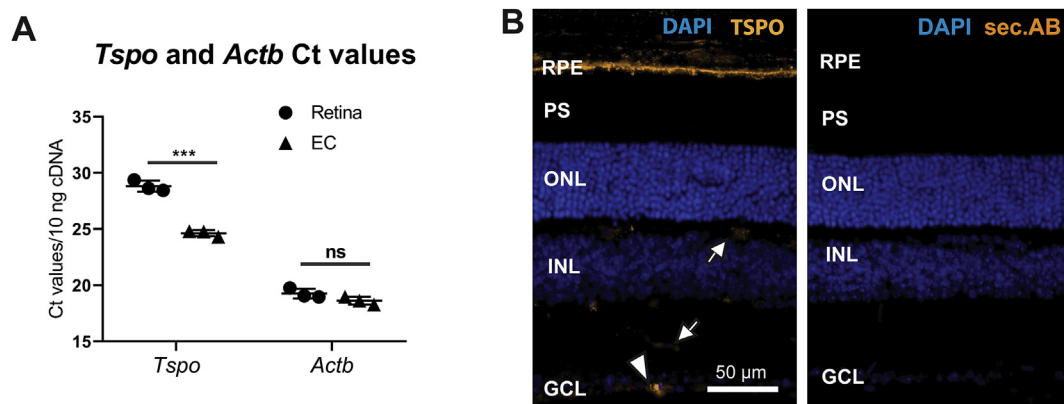 A
Tspo and Actb Ct values
Retina
EC
Ct values/10 ng cDNA
35
30
25
20
15
***
ns
Tspo
Actb
B
DAPI TSPO
RPE
PS
ONL
INL
GCL
50 µm
DAPI sec.AB
RPE
PS
ONL
INL
GCL